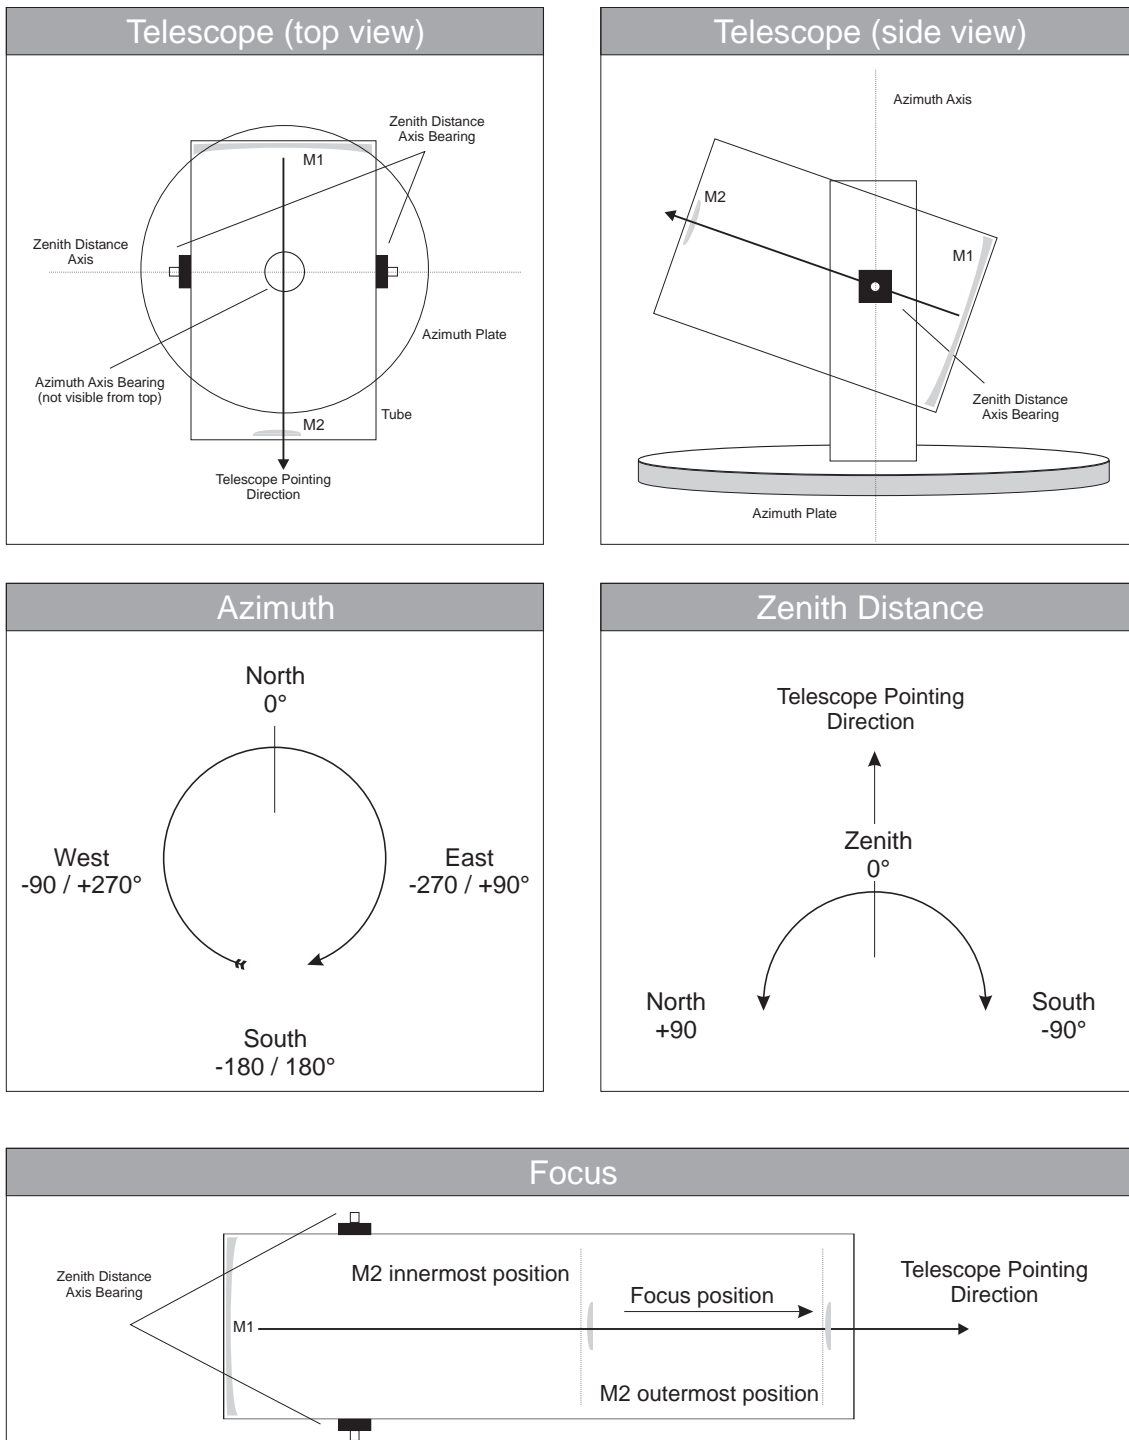 Telescope (top view)
Zenith Distance
Axis Bearing
M1
Zenith Distance
Axis
Azimuth Plate
Azimuth Axis Bearing
(not visible from top)
Tube
M2
Telescope Pointing
Direction
Telescope (side view)
Azimuth Axis
M2
M1
Zenith Distance
Axis Bearing
Azimuth Plate
Azimuth
North
0°
West
-90 / +270°
East
-270 / +90°
South
-180 / 180°
Zenith Distance
Telescope Pointing
Direction
Zenith
0°
North
+90
South
-90°
Focus
Zenith Distance
Axis Bearing
M2 innermost position
Focus position
Telescope Pointing
Direction
M1
M2 outermost position